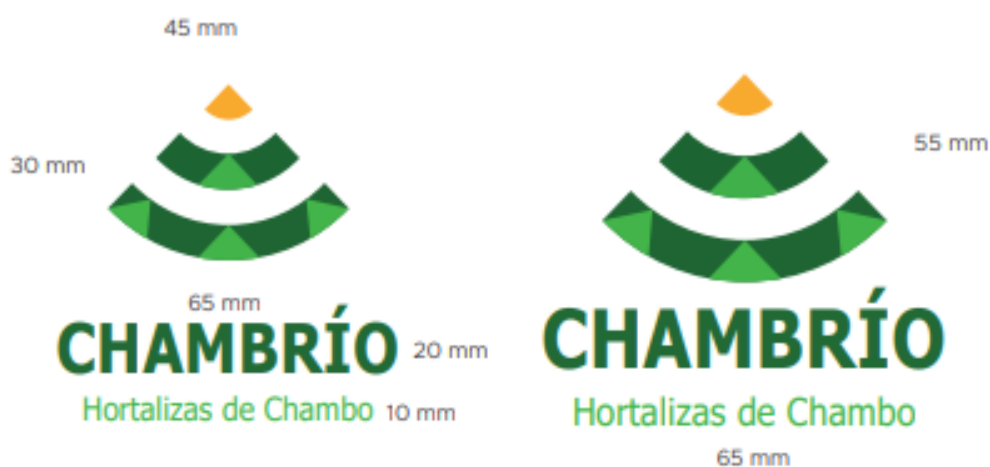 45 mm
30 mm
55 mm
65 mm
CHAMBRÍO 20 mm
CHAMBRÍO
Hortalizas de Chambo 10 mm
Hortalizas de Chambo
65 mm